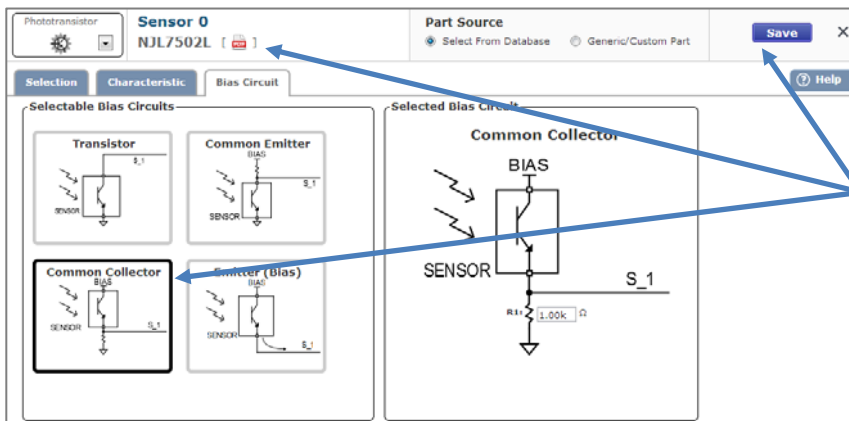 Phototransistor
Sensor 0
NJL7502L [ PDF ]
Part Source
Select From Database
Generic/Custom Part
Save
X
Selection
Characteristic
Bias Circuit
? Help
Selectable Bias Circuits
Transistor
S_1
SENSOR
Common Emitter
BIAS
S_1
SENSOR
Common Collector
BIAS
SENSOR
S_1
Emitter (Bias)
BIAS
SENSOR
S_1
Selected Bias Circuit
Common Collector
BIAS
SENSOR
S_1
R1: 1.00k Ω